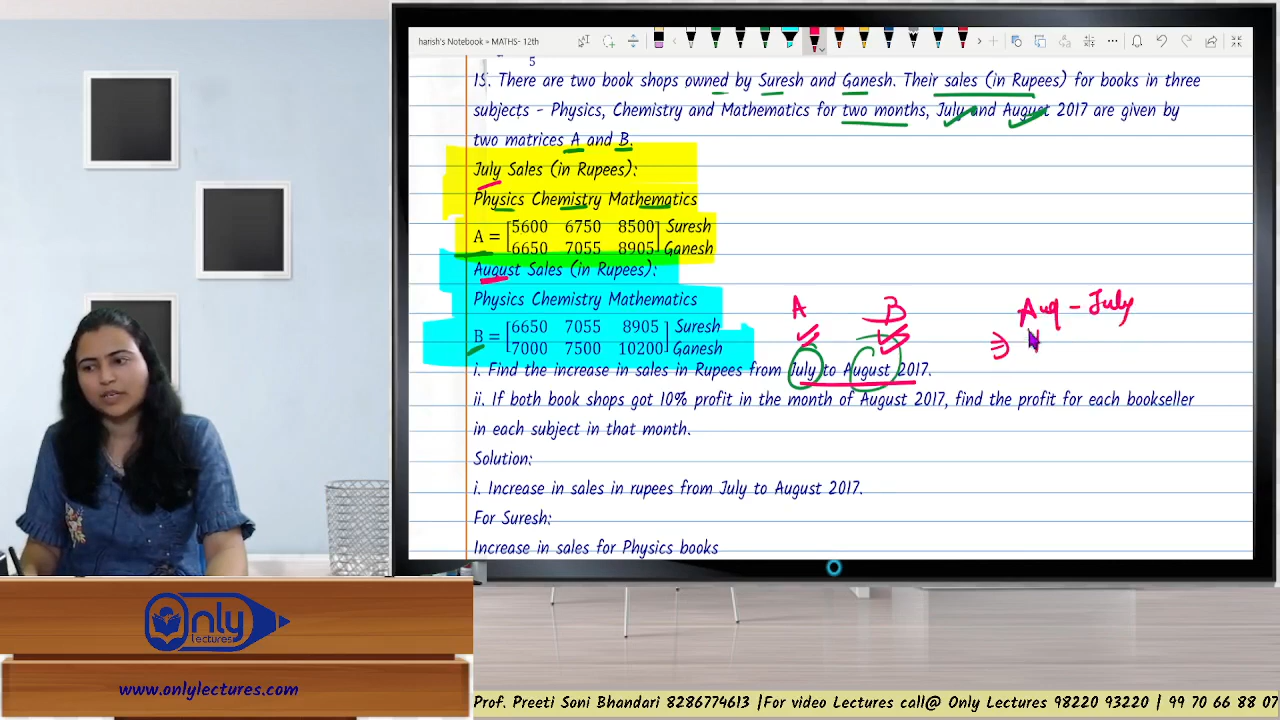 harish's Notebook » MATHS- 12th
5
15. There are two book shops owned by Suresh and Ganesh. Their sales (in Rupees) for books in three
subjects - Physics, Chemistry and Mathematics for two months, July and August 2017 are given by
two matrices A and B.
July Sales (in Rupees):
Physics Chemistry Mathematics
A = [5600 6750 8500] Suresh
[6650 7055 8905] Ganesh
August Sales (in Rupees):
Physics Chemistry Mathematics
B = [6650 7055 8905] Suresh
[7000 7500 10200] Ganesh
A B ⇒ Aug - July
i. Find the increase in sales in Rupees from July to August 2017.
ii. If both book shops got 10% profit in the month of August 2017, find the profit for each bookseller
in each subject in that month.
Solution:
i. Increase in sales in rupees from July to August 2017.
For Suresh:
Increase in sales for Physics books
Only
lectures
www.onlylectures.com
Prof. Preeti Soni Bhandari 8286774613 |For video Lectures call@ Only Lectures 98220 93220 | 99 70 66 88 07